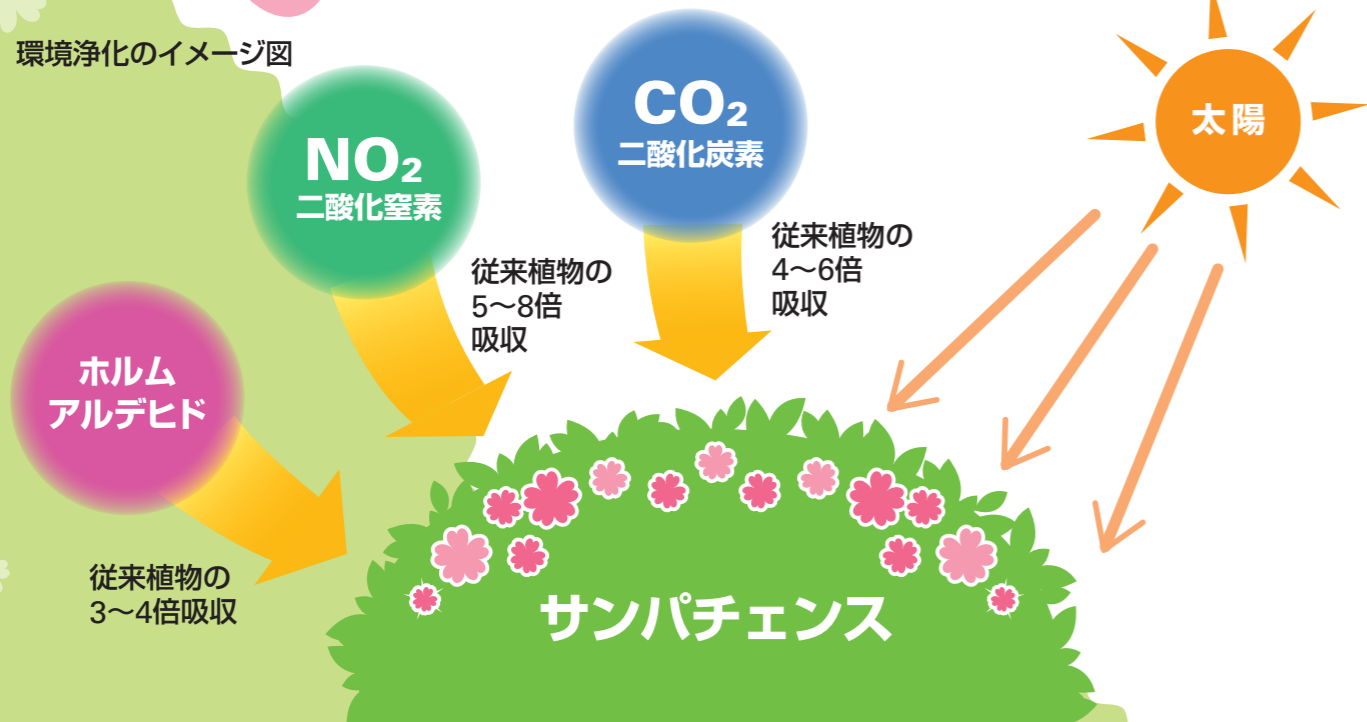 環境浄化のイメージ図
NO₂
二酸化窒素
従来植物の
5〜8倍
吸収
CO₂
二酸化炭素
従来植物の
4〜6倍
吸収
太陽
ホルム
アルデヒド
従来植物の
3〜4倍吸収
サンパチェンス